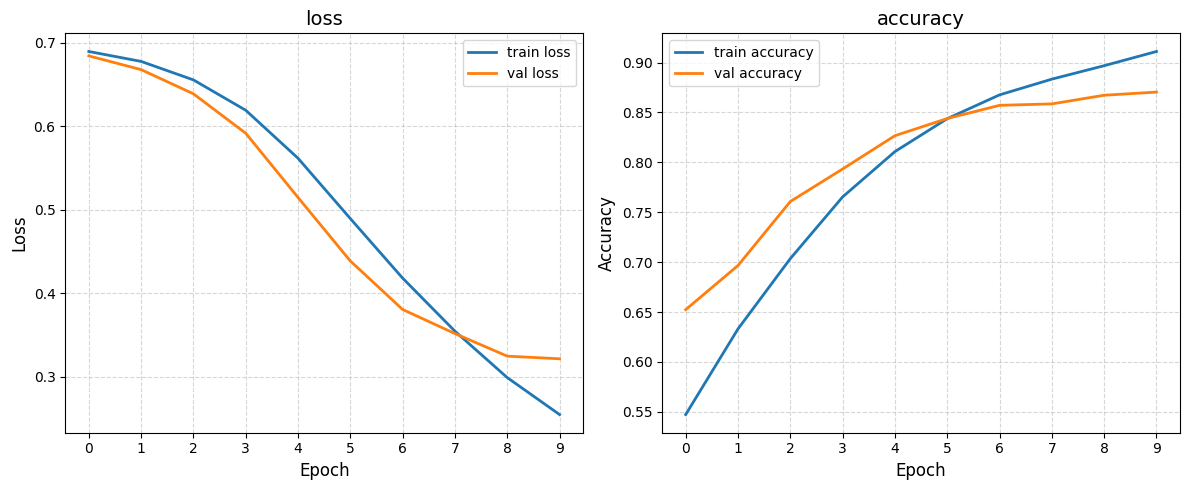 loss
0.7
0.6
0.5
0.4
0.3
Loss
train loss
val loss
0 1 2 3 4 5 6 7 8 9
Epoch
accuracy
0.90
0.85
0.80
0.75
0.70
0.65
0.60
0.55
Accuracy
train accuracy
val accuracy
0 1 2 3 4 5 6 7 8 9
Epoch